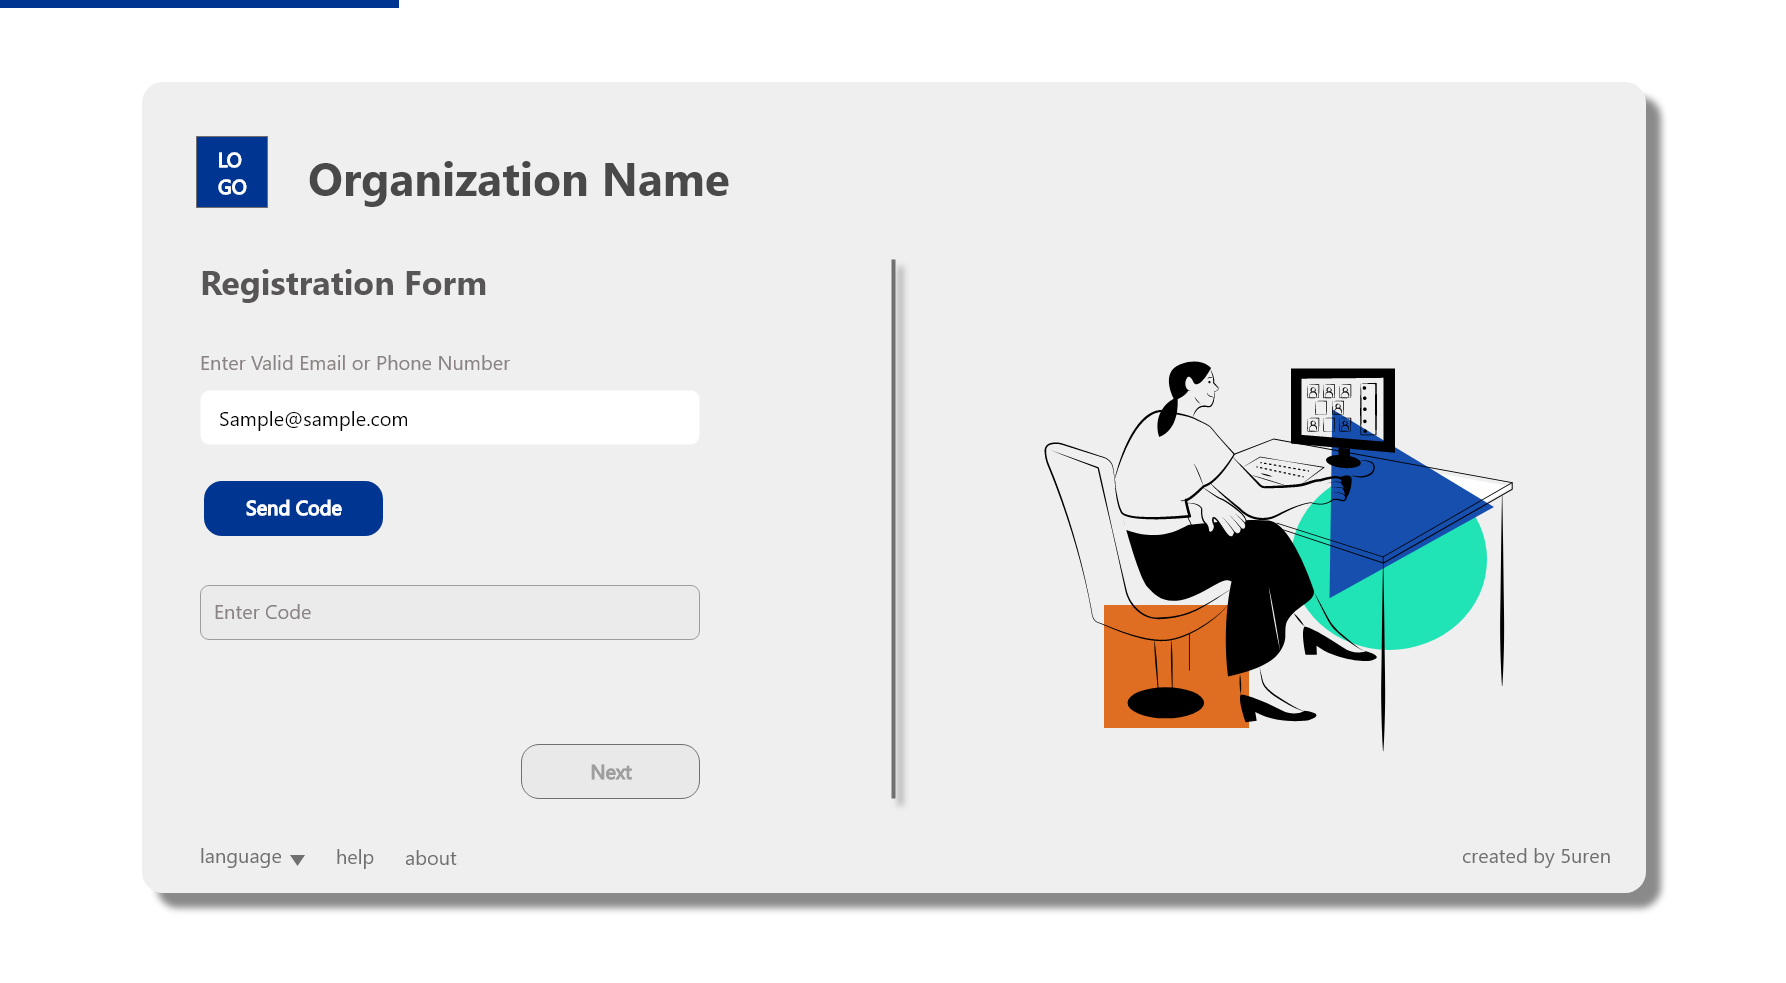 LO
GO
Organization Name
Registration Form
Enter Valid Email or Phone Number
Sample@sample.com
Send Code
Enter Code
Next
language
help
about
created by 5uren